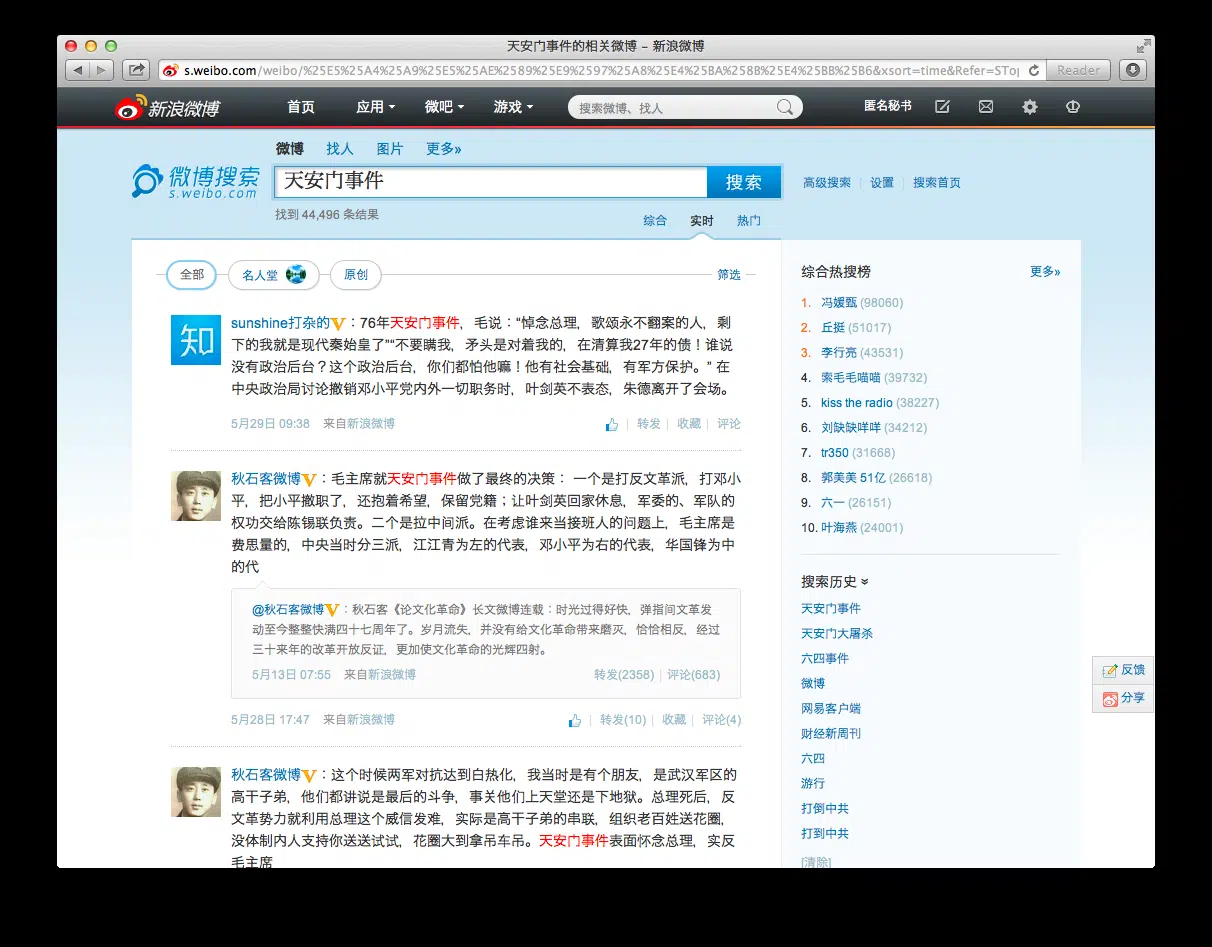 天安门事件的相关微博 – 新浪微博
s.weibo.com/weibo/%25E5%25A4%25A9%25E5%25AE%2589%25E9%2597%25A8%25E4%25BA%258B%25E4%25BB%25B6&xsort=time&Refer=STop
Reader
新浪微博 首页 应用 微吧 游戏 搜索微博、找人 匿名秘书
微博 找人 图片 更多»
微博搜索
s.weibo.com
天安门事件 搜索 高级搜索 设置 搜索首页
找到 44,496 条结果
综合 实时 热门
全部 名人堂 原创 筛选
知
sunshine打杂的V：76年天安门事件，毛说：“悼念总理，歌颂永不翻案的人，剩
下的我就是现代秦始皇了”“不要瞒我，矛头是对着我的，在清算我27年的债！谁说
没有政治后台？这个政治后台，你们都怕他嘛！他有社会基础，有军方保护。” 在
中央政治局讨论撤销邓小平党内外一切职务时，叶剑英不表态，朱德离开了会场。
5月29日 09:38 来自新浪微博 转发 收藏 评论
秋石客微博V：毛主席就天安门事件做了最终的决策： 一个是打反文革派，打邓小
平，把小平撤职了，还抱着希望，保留党籍；让叶剑英回家休息，军委的、军队的
权功交给陈锡联负责。二个是拉中间派。在考虑谁来当接班人的问题上，毛主席是
费思量的，中央当时分三派，江江青为左的代表，邓小平为右的代表，华国锋为中
的代
@秋石客微博V：秋石客《论文化革命》长文微博连载：时光过得好快，弹指间文革发
动至今整整快满四十七周年了。岁月流失，并没有给文化革命带来磨灭，恰恰相反，经过
三十来年的改革开放反证，更加使文化革命的光辉四射。
5月13日 07:55 来自新浪微博 转发(2358) 评论(683)
5月28日 17:47 来自新浪微博 转发(10) 收藏 评论(4)
秋石客微博V：这个时候两军对抗达到白热化，我当时是有个朋友，是武汉军区的
高干子弟，他们都讲说是最后的斗争，事关他们上天堂还是下地狱。总理死后，反
文革势力就利用总理这个威信发难，实际是高干子弟的串联，组织老百姓送花圈，
没体制内人支持你送送试试，花圈大到拿吊车吊。天安门事件表面怀念总理，实反
毛主席
综合热搜榜 更多»
1. 冯媛甄 (98060)
2. 丘挺 (51017)
3. 李行亮 (43531)
4. 索毛毛喵喵 (39732)
5. kiss the radio (38227)
6. 刘缺缺咩咩 (34212)
7. tr350 (31668)
8. 郭美美 51亿 (26618)
9. 六一 (26151)
10. 叶海燕 (24001)
搜索历史
天安门事件
天安门大屠杀
六四事件
微博
网易客户端
财经新周刊
六四
游行
打倒中共
打到中共
[清除]
反馈
分享